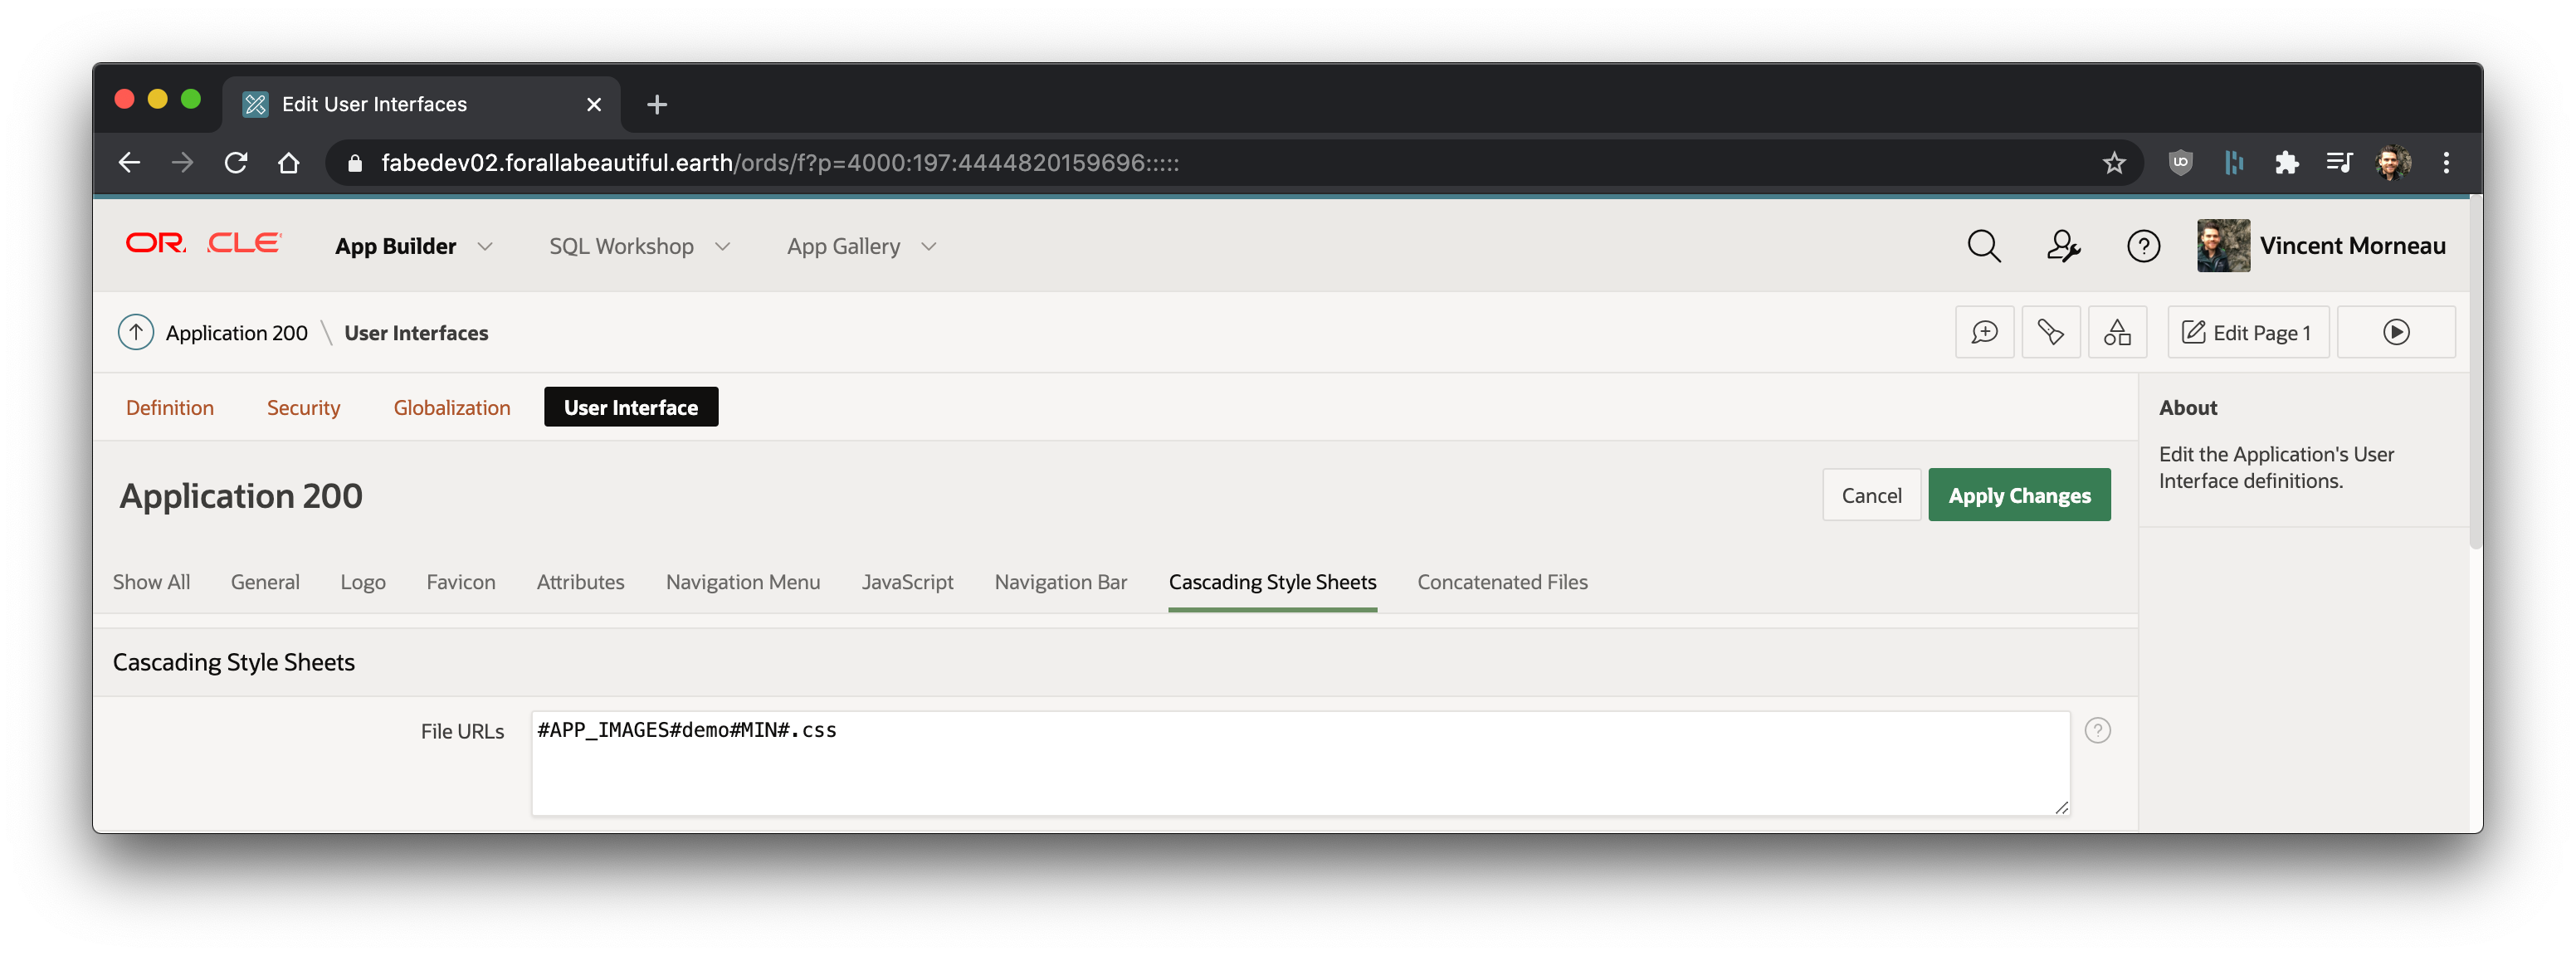 Edit User Interfaces
fabedev02.forallabeautiful.earth/ords/f?p=4000:197:4444820159696:::::
OR CLE App Builder SQL Workshop App Gallery Vincent Morneau
Application 200 \ User Interfaces Edit Page 1
Definition Security Globalization User Interface
About
Edit the Application's User
Interface definitions.
Application 200 Cancel Apply Changes
Show All General Logo Favicon Attributes Navigation Menu JavaScript Navigation Bar Cascading Style Sheets Concatenated Files
Cascading Style Sheets
File URLs #APP_IMAGES#demo#MIN#.css